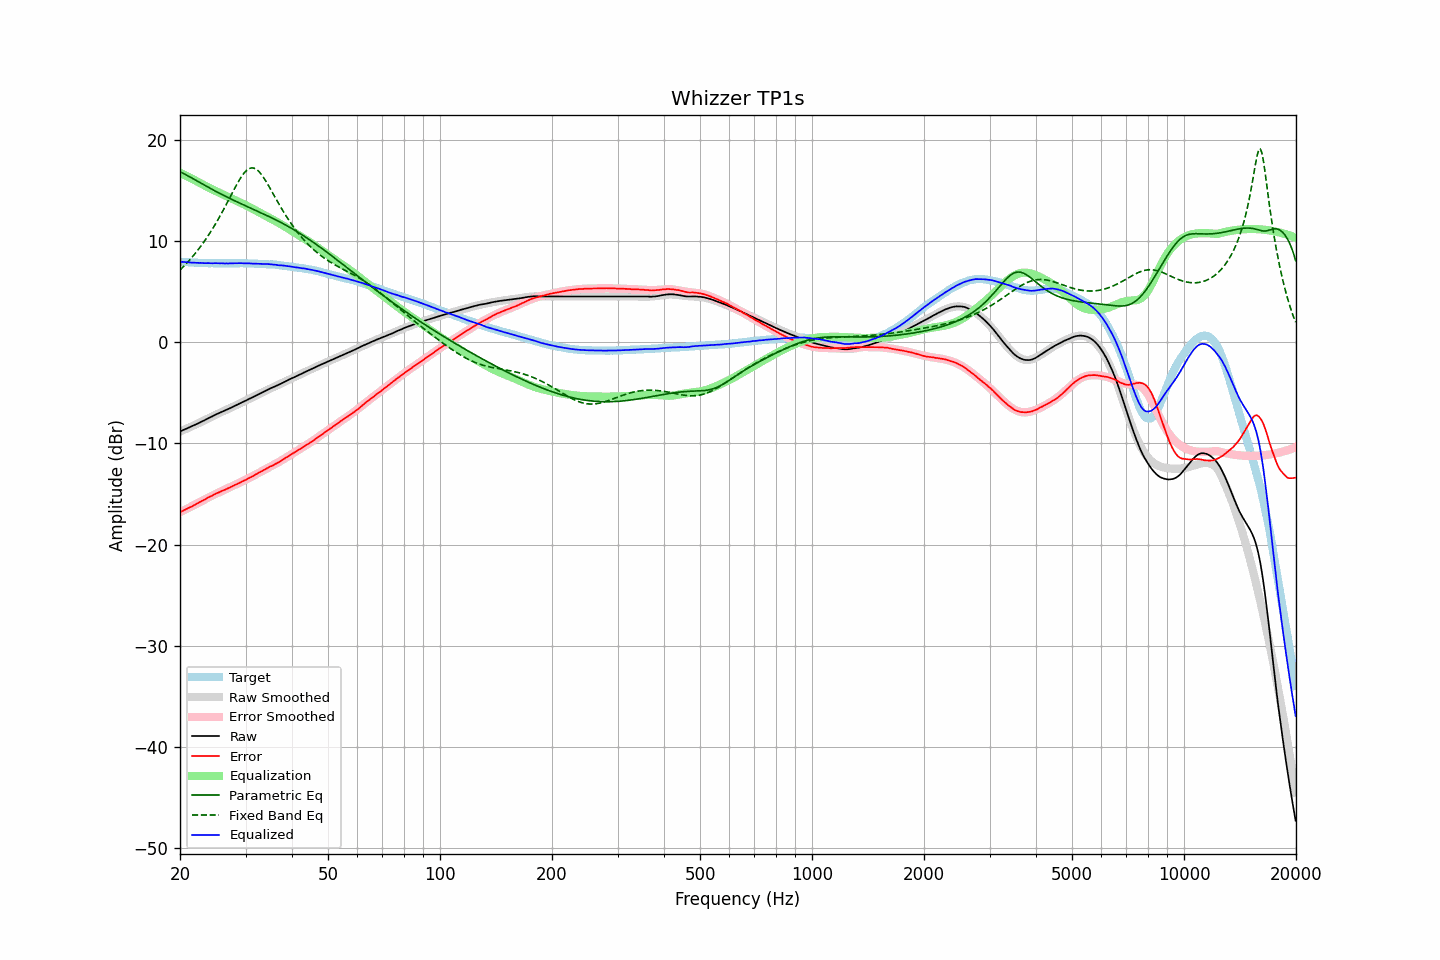 Whizzer TP1s
Amplitude (dBr)
20
10
0
−10
−20
−30
−40
−50
Target
Raw Smoothed
Error Smoothed
Raw
Error
Equalization
Parametric Eq
Fixed Band Eq
Equalized
20 50 100 200 500 1000 2000 5000 10000 20000
Frequency (Hz)